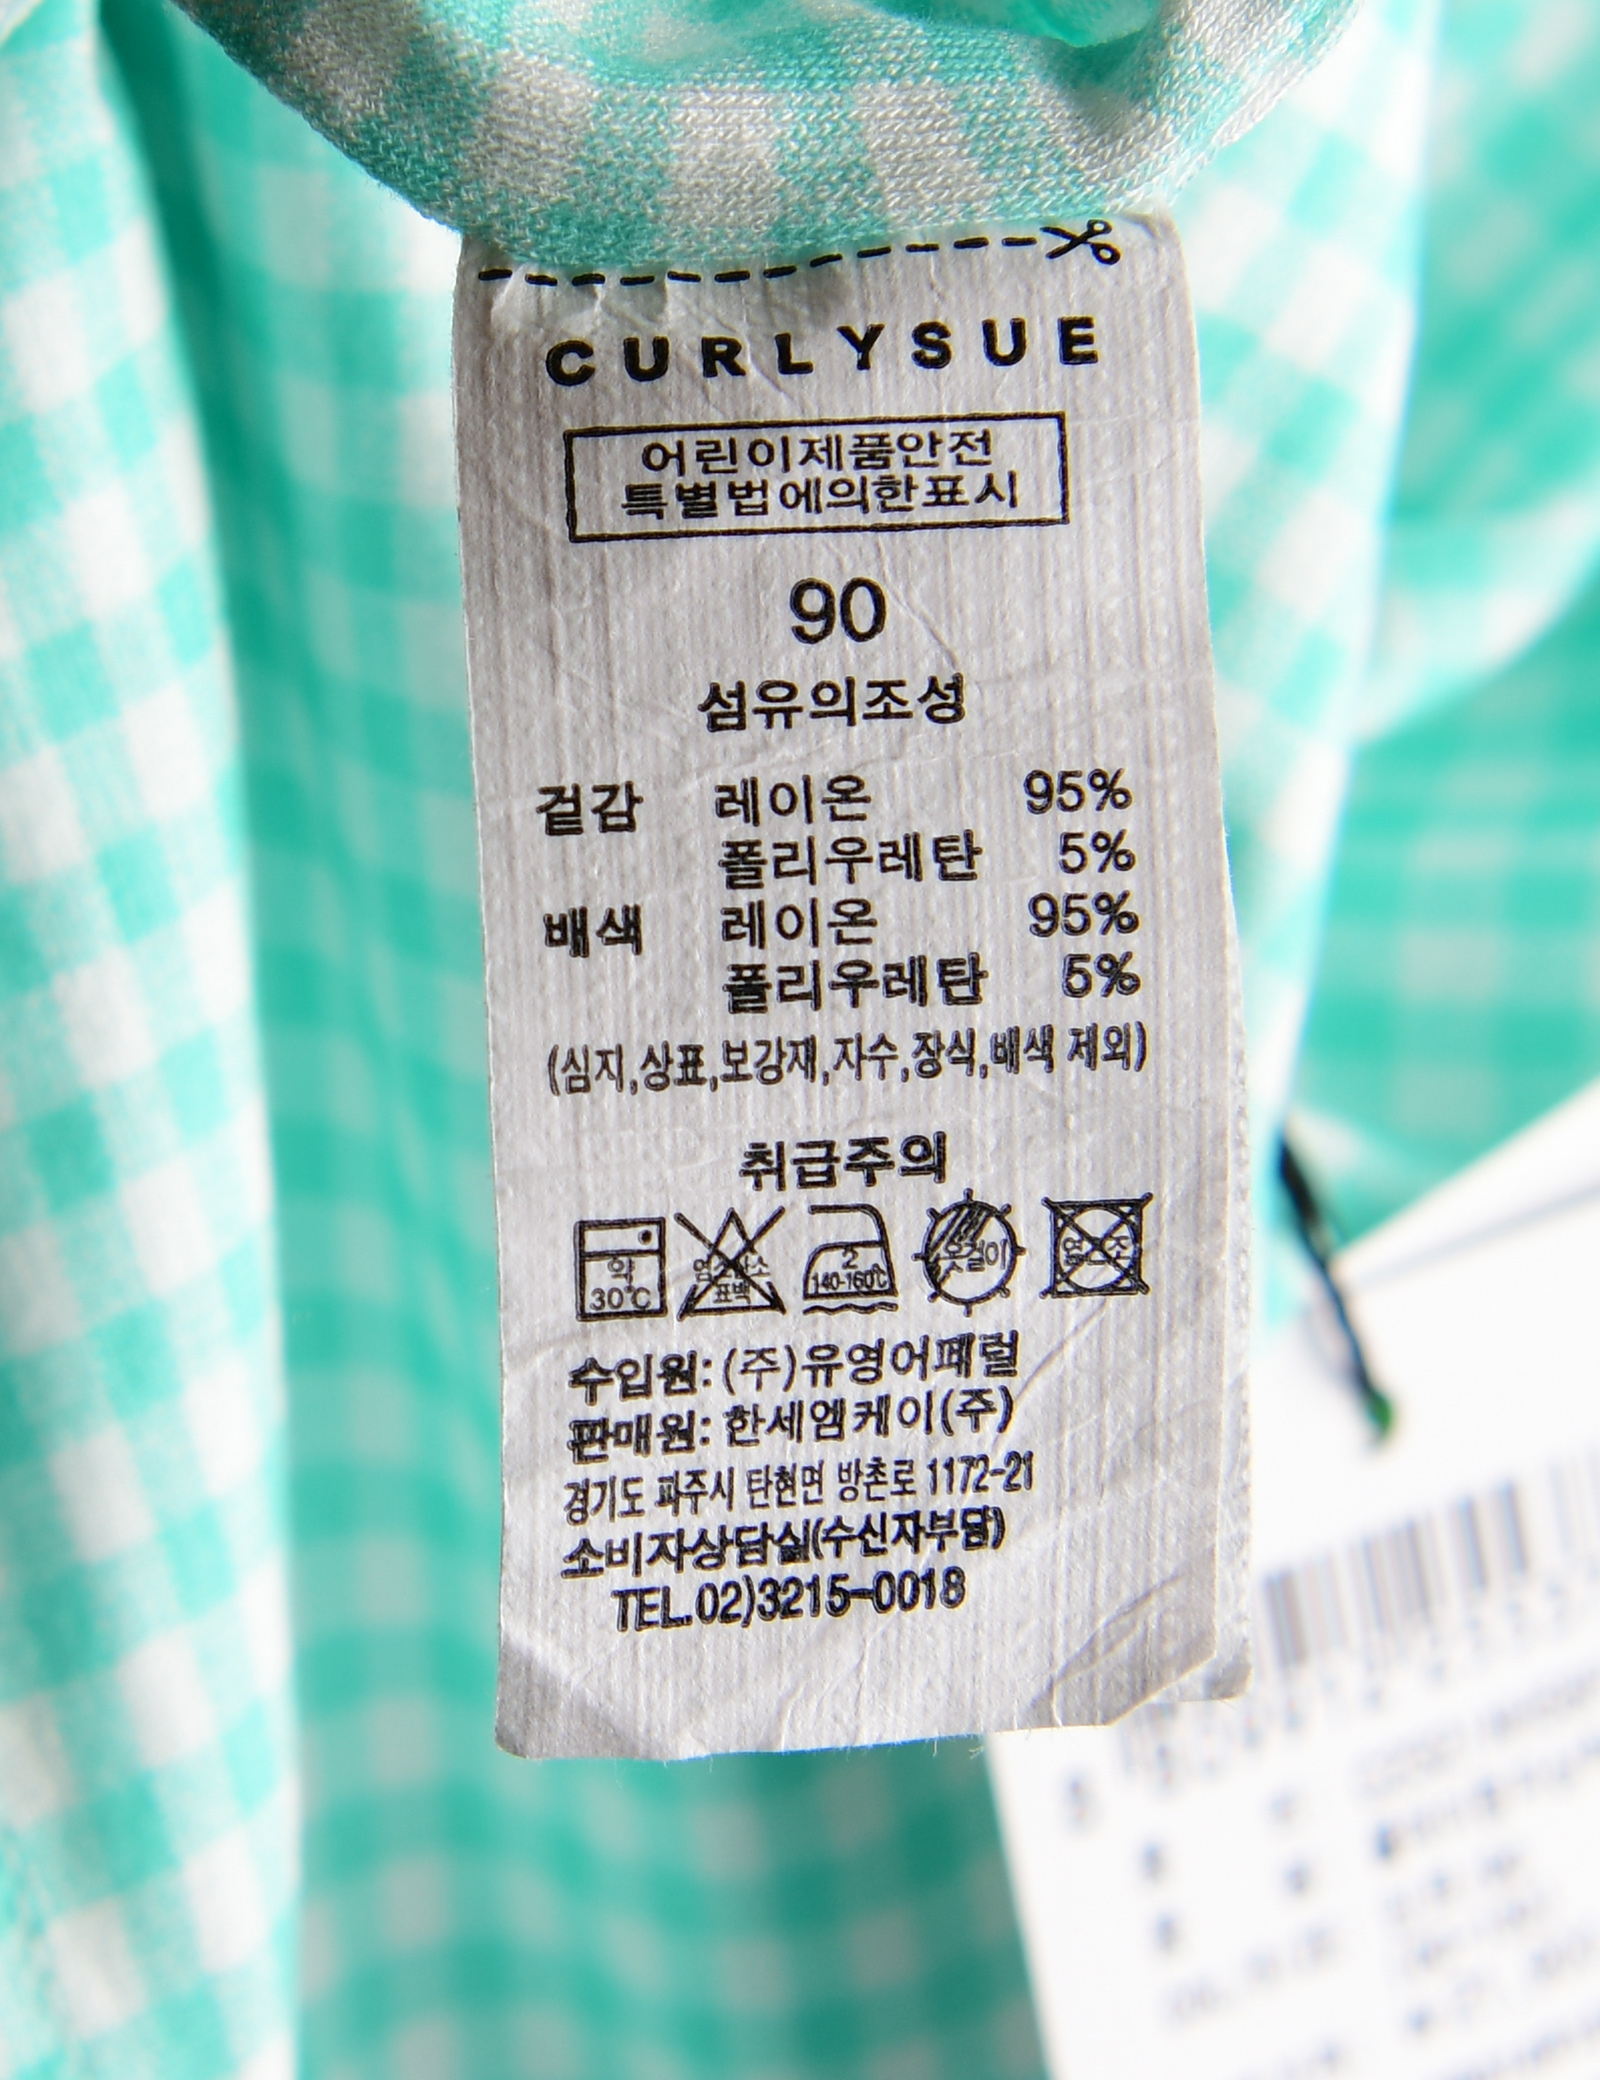 CURLYSUE
어린이제품안전
특별법에의한표시
90
섬유의조성
겉감 레이온 95%
폴리우레탄 5%
배색 레이온 95%
폴리우레탄 5%
(심지,상표,보강재,자수,장식,배색 제외)
취급주의
약 30℃ 염소산소 표백 2 140-160℃ 옷걸이
수입원: (주)유영어패럴
판매원: 한세엠케이(주)
경기도 파주시 탄현면 방촌로 1172-21
소비자상담실(수신자부담)
TEL.02)3215-0018